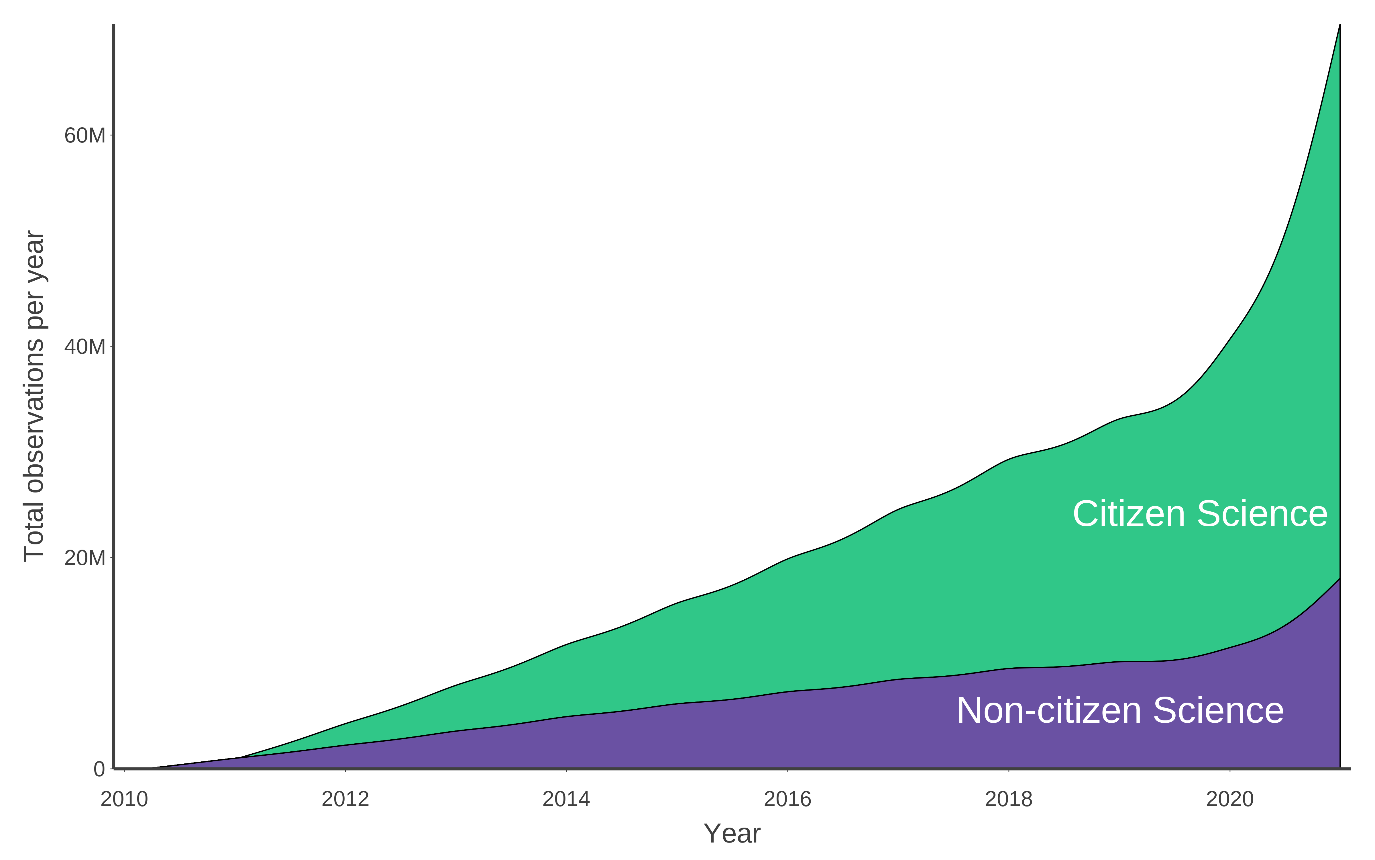 Total observations per year
60M
40M
20M
0
Citizen Science
Non-citizen Science
2010 2012 2014 2016 2018 2020
Year